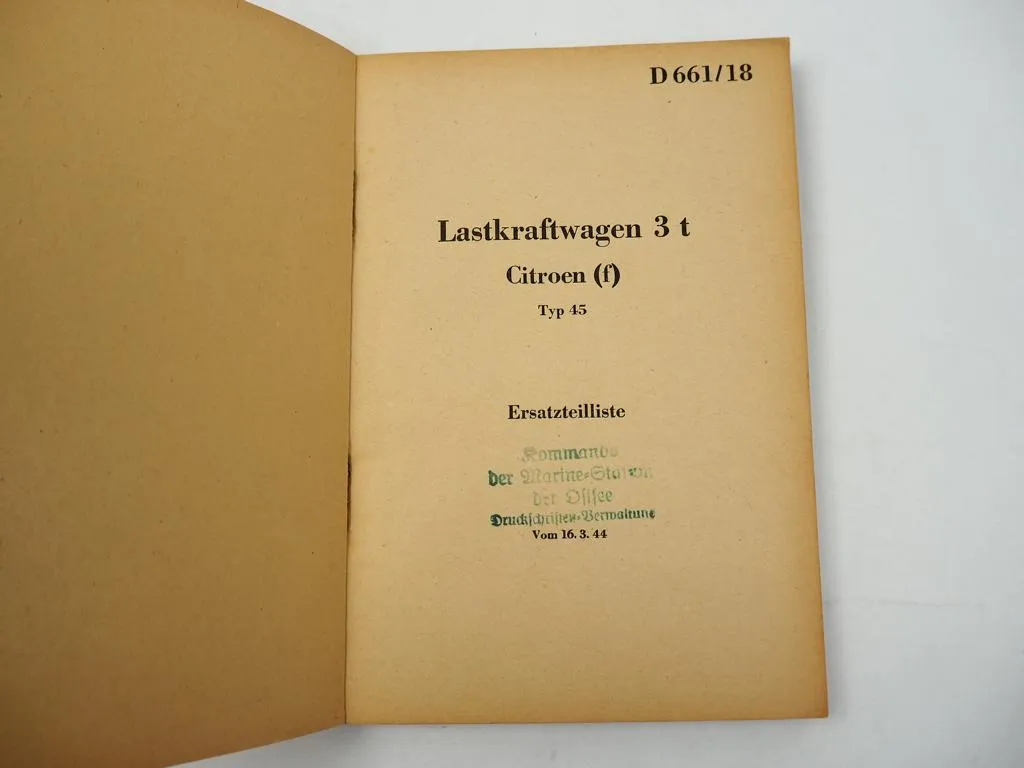 D 661/18
Lastkraftwagen 3 t
Citroen (f)
Typ 45
Ersatzteilliste
Kommando
der Marine=Station
der Ostsee
Druckschriften=Verwaltung
Vom 16. 3. 44